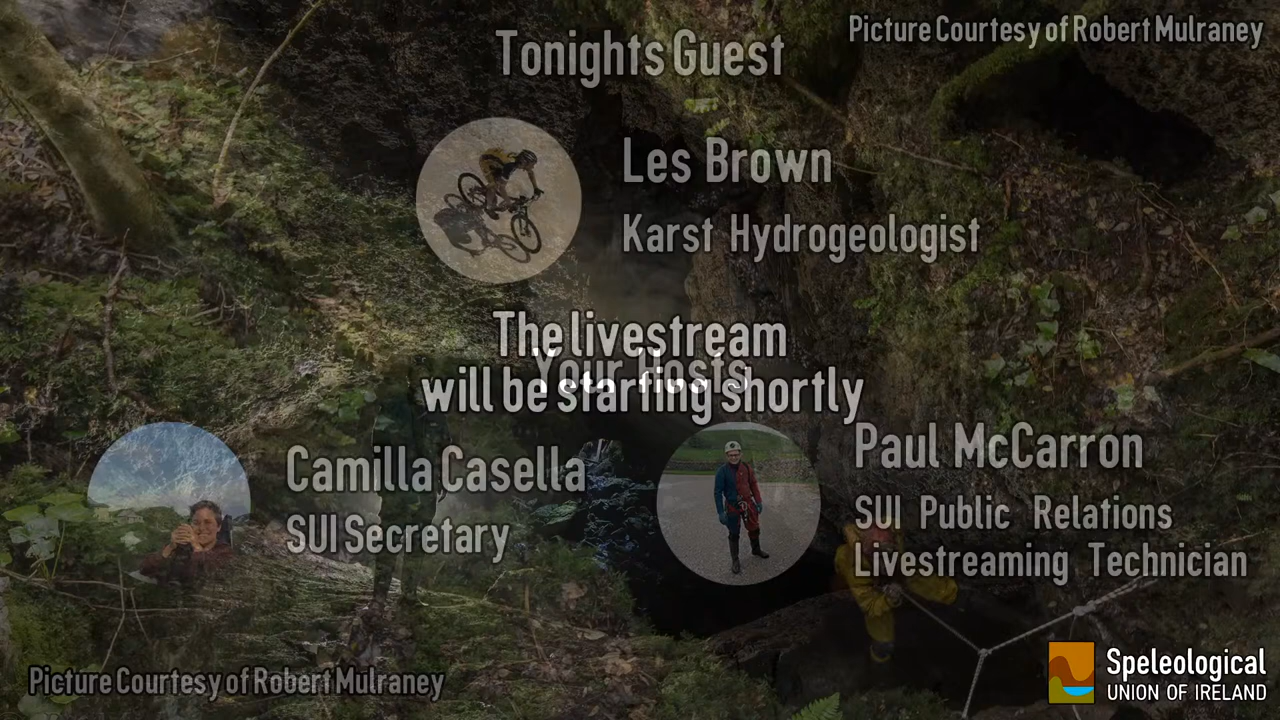 Picture Courtesy of Robert Mulraney
Tonights Guest
Les Brown
Karst Hydrogeologist
The livestream
Your Hosts
will be starting shortly
Camilla Casella
SUI Secretary
Paul McCarron
SUI Public Relations
Livestreaming Technician
Picture Courtesy of Robert Mulraney
Speleological
UNION OF IRELAND